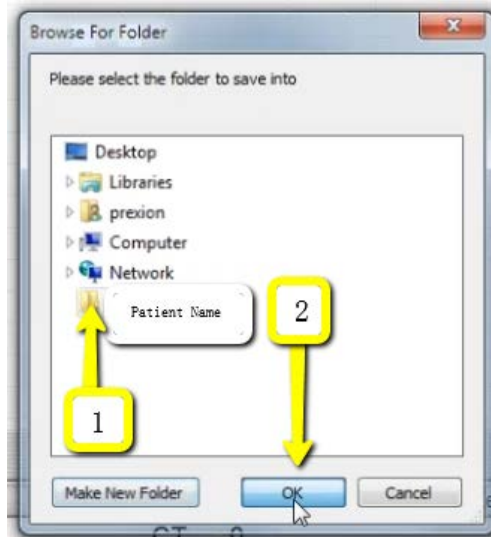 Browse For Folder
Please select the folder to save into
Desktop
Libraries
prexion
Computer
Network
Patient Name
2
1
Make New Folder
OK
Cancel